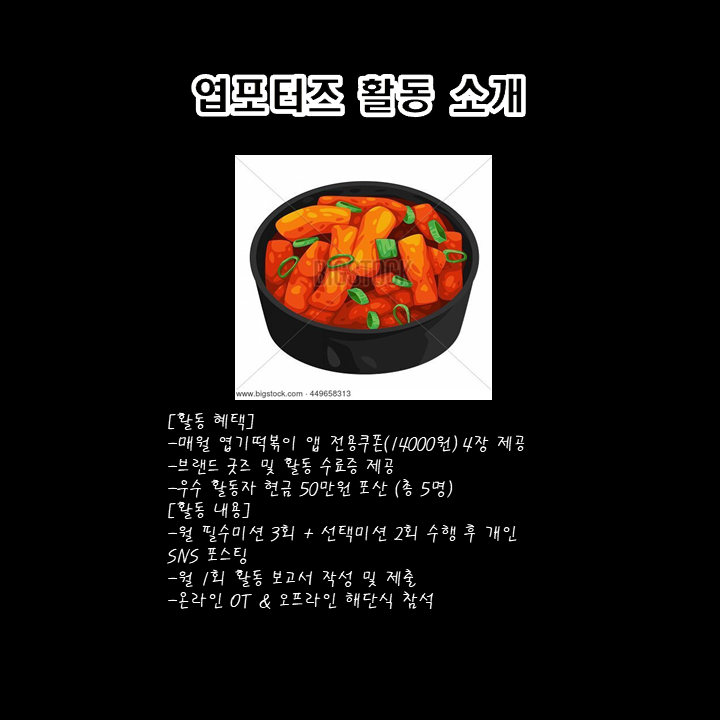 엽포터즈 활동 소개
BIGSTOCK
www.bigstock.com · 449658313
[활동 혜택]
-매월 엽기떡볶이 앱 전용쿠폰(14000원) 4장 제공
-브랜드 굿즈 및 활동 수료증 제공
-우수 활동자 현금 50만원 포산 (총 5명)
[활동 내용]
-월 필수미션 3회 + 선택미션 2회 수행 후 개인
SNS 포스팅
-월 1회 활동 보고서 작성 및 제출
-온라인 OT & 오프라인 해단식 참석